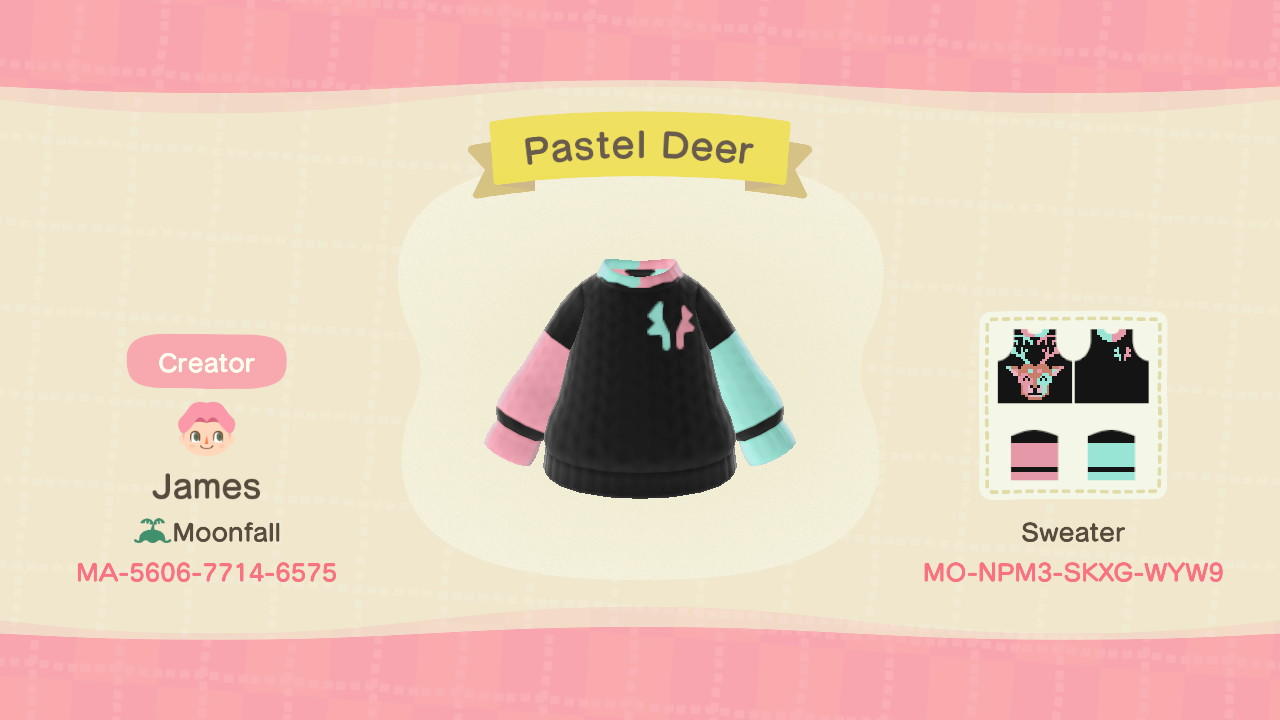 Pastel Deer
Creator
James
Moonfall
MA-5606-7714-6575
Sweater
MO-NPM3-SKXG-WYW9